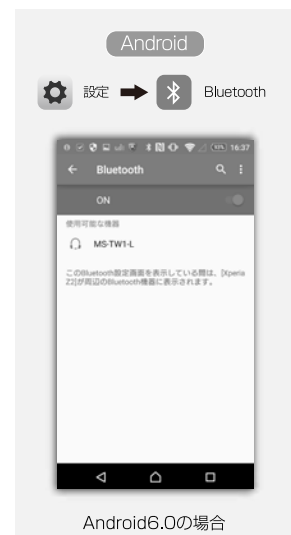 Android
設定 Bluetooth
16:37
Bluetooth
ON
使用可能な機器
MS-TW1-L
このBluetooth設定画面を表示している間は、[Xperia
Z2]が周辺のBluetooth機器に表示されます。
Android6.0の場合